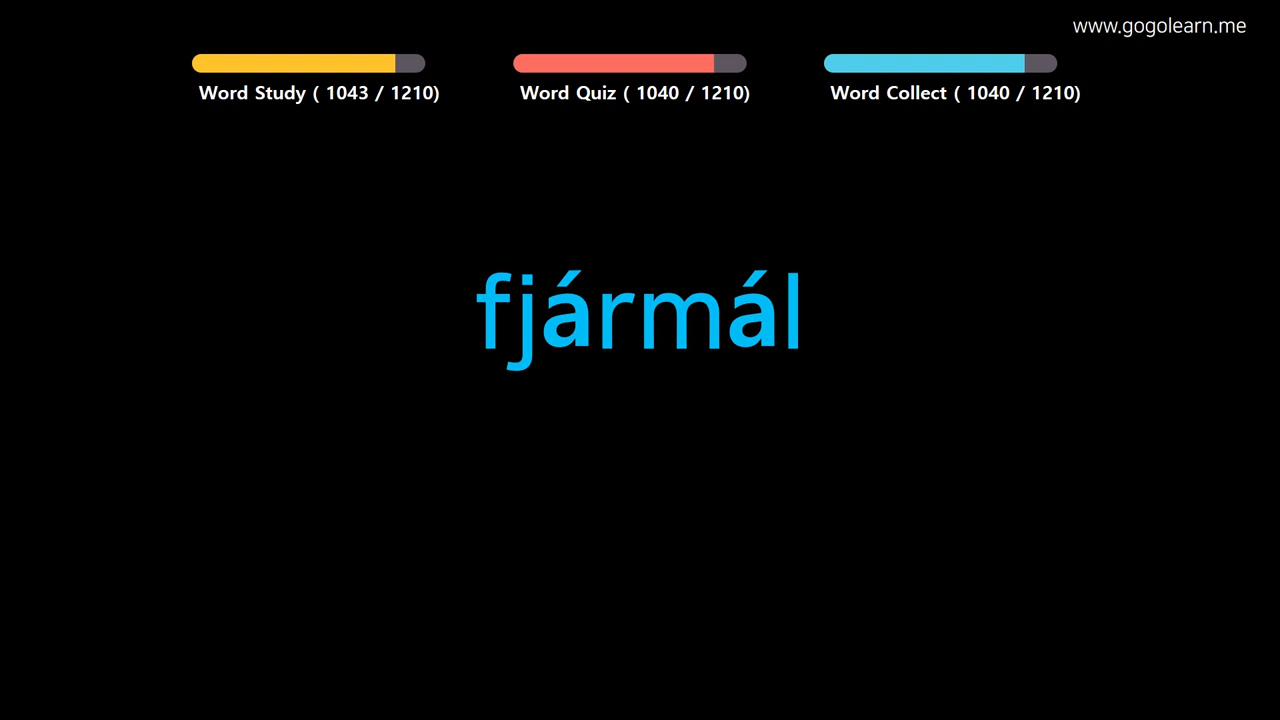 www.gogolearn.me
Word Study ( 1043 / 1210)
Word Quiz ( 1040 / 1210)
Word Collect ( 1040 / 1210)
fjármál